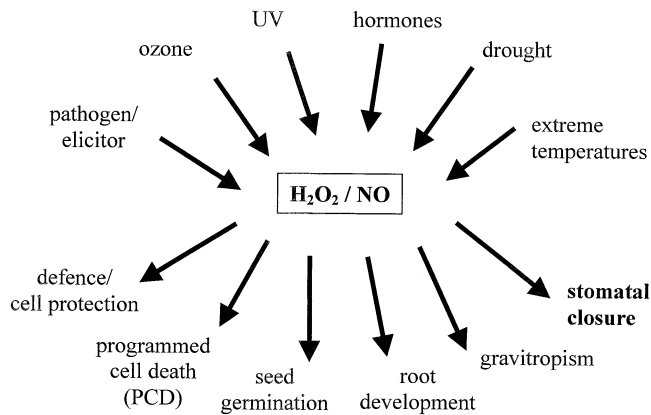 UV
hormones
ozone
drought
pathogen/
elicitor
extreme
temperatures
H₂O₂ / NO
defence/
cell protection
stomatal
closure
programmed
cell death
(PCD)
seed
germination
root
development
gravitropism